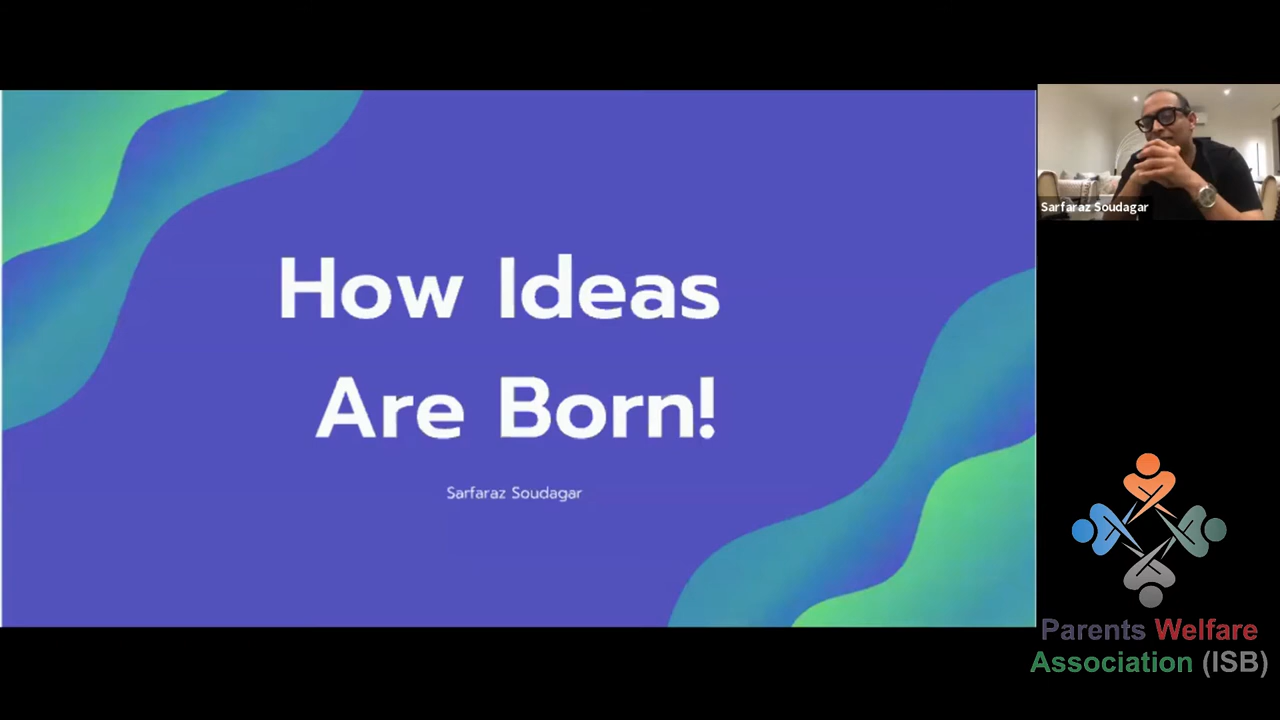 How Ideas
Are Born!
Sarfaraz Soudagar
Sarfaraz Soudagar
Parents Welfare
Association (ISB)